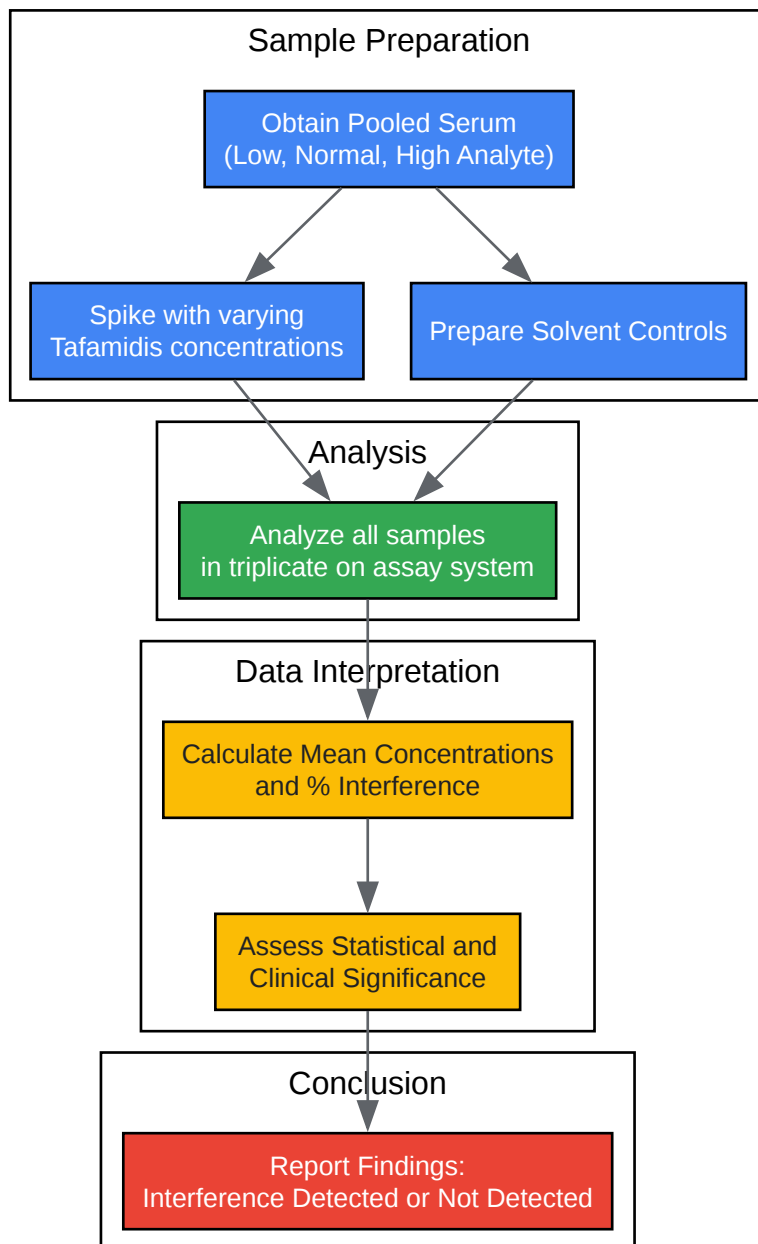 Sample Preparation
Obtain Pooled Serum
(Low, Normal, High Analyte)
Spike with varying
Tafamidis concentrations
Prepare Solvent Controls
Analysis
Analyze all samples
in triplicate on assay system
Data Interpretation
Calculate Mean Concentrations
and % Interference
Assess Statistical and
Clinical Significance
Conclusion
Report Findings:
Interference Detected or Not Detected